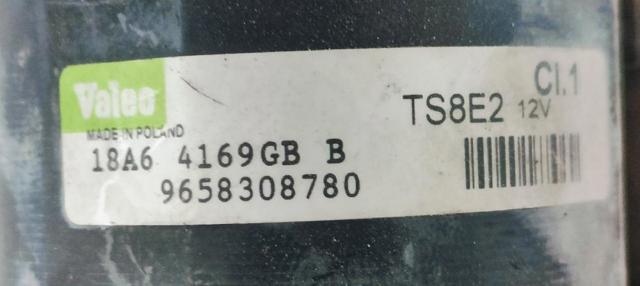 Valeo
MADE IN POLAND
TS8E2 12V Cl.1
18A6 4169GB B
9658308780